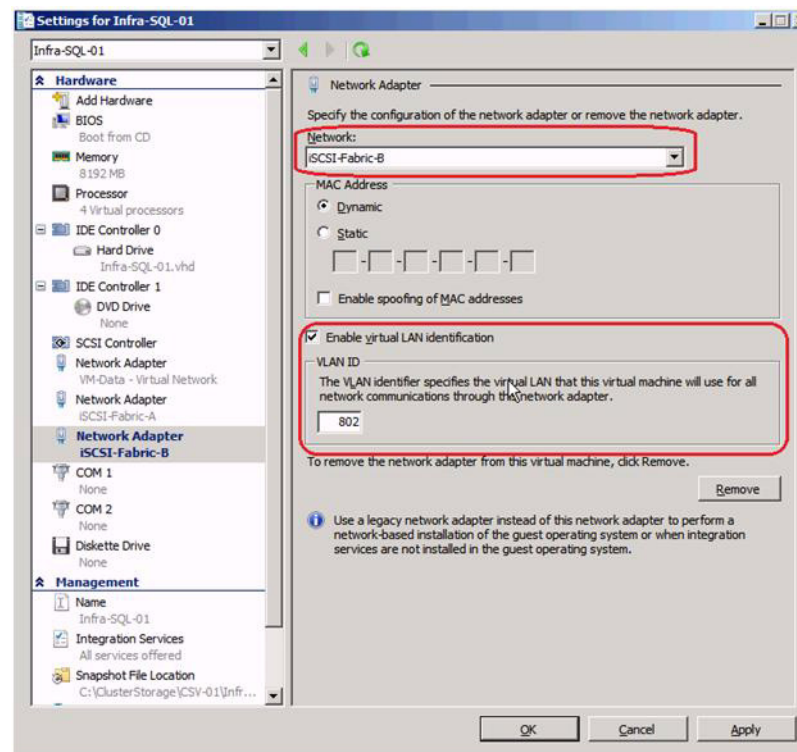 Settings for Infra-SQL-01
Infra-SQL-01
Hardware
Add Hardware
BIOS
Boot from CD
Memory
8192 MB
Processor
4 Virtual processors
IDE Controller 0
Hard Drive
Infra-SQL-01.vhd
IDE Controller 1
DVD Drive
None
SCSI Controller
Network Adapter
VM-Data - Virtual Network
Network Adapter
iSCSI-Fabric-A
Network Adapter
iSCSI-Fabric-B
COM 1
None
COM 2
None
Diskette Drive
None
Management
Name
Infra-SQL-01
Integration Services
All services offered
Snapshot File Location
C:\ClusterStorage\CSV-01\Infr...
Network Adapter
Specify the configuration of the network adapter or remove the network adapter.
Network:
iSCSI-Fabric-B
MAC Address
Dynamic
Static
- - - - -
Enable spoofing of MAC addresses
Enable virtual LAN identification
VLAN ID
The VLAN identifier specifies the virtual LAN that this virtual machine will use for all
network communications through this network adapter.
802
To remove the network adapter from this virtual machine, click Remove.
Remove
Use a legacy network adapter instead of this network adapter to perform a
network-based installation of the guest operating system or when integration
services are not installed in the guest operating system.
OK
Cancel
Apply